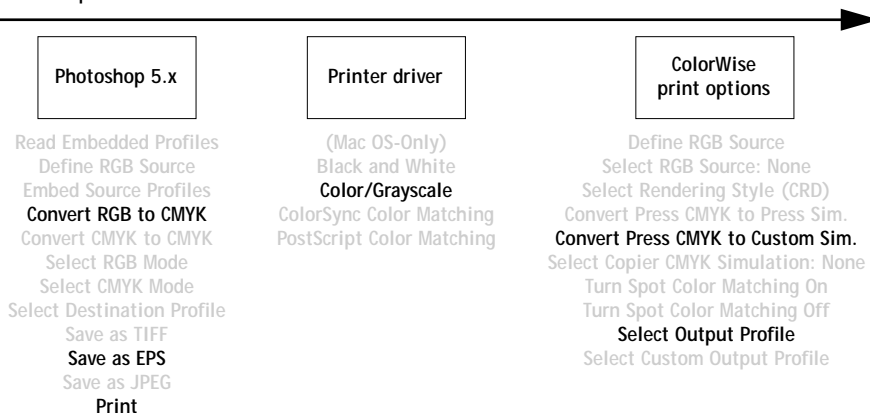 Photoshop 5.x
Read Embedded Profiles
Define RGB Source
Embed Source Profiles
Convert RGB to CMYK
Convert CMYK to CMYK
Select RGB Mode
Select CMYK Mode
Select Destination Profile
Save as TIFF
Save as EPS
Save as JPEG
Print
Printer driver
(Mac OS-Only)
Black and White
Color/Grayscale
ColorSync Color Matching
PostScript Color Matching
ColorWise
print options
Define RGB Source
Select RGB Source: None
Select Rendering Style (CRD)
Convert Press CMYK to Press Sim.
Convert Press CMYK to Custom Sim.
Select Copier CMYK Simulation: None
Turn Spot Color Matching On
Turn Spot Color Matching Off
Select Output Profile
Select Custom Output Profile